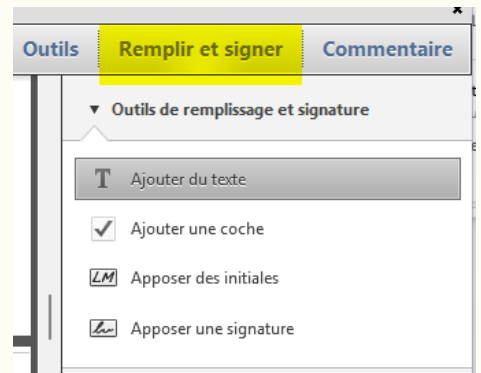 Outils Remplir et signer Commentaire
Outils de remplissage et signature
T Ajouter du texte
Ajouter une coche
LM Apposer des initiales
Apposer une signature